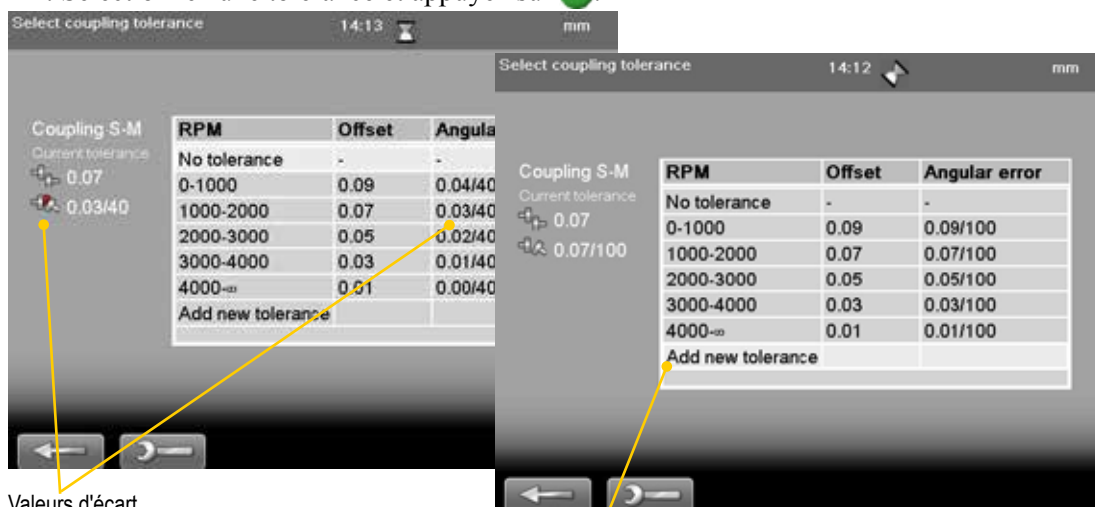 Select coupling tolerance 14:13 mm
Coupling S-M
Current tolerance
0.07
0.03/40
RPM Offset Angula
No tolerance - -
0-1000 0.09 0.04/40
1000-2000 0.07 0.03/40
2000-3000 0.05 0.02/40
3000-4000 0.03 0.01/40
4000-∞ 0.01 0.00/40
Add new tolerance
Valeurs d'écart
Select coupling tolerance 14:12 mm
Coupling S-M
Current tolerance
0.07
0.07/100
RPM Offset Angular error
No tolerance - -
0-1000 0.09 0.09/100
1000-2000 0.07 0.07/100
2000-3000 0.05 0.05/100
3000-4000 0.03 0.03/100
4000-∞ 0.01 0.01/100
Add new tolerance